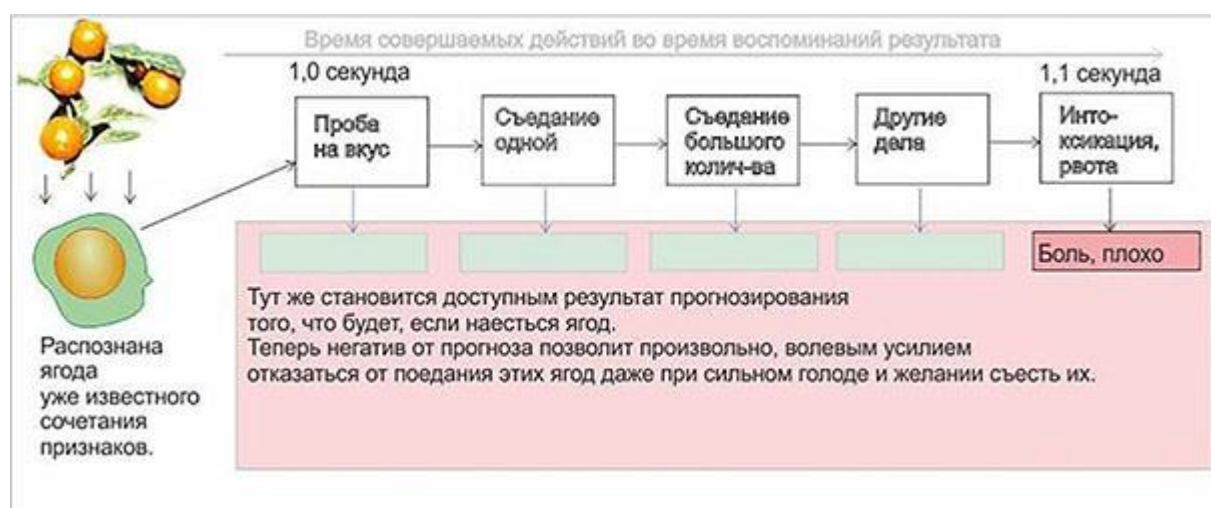 Время совершаемых действий во время воспоминаний результата
1,0 секунда
1,1 секунда
Проба
на вкус
Съедание
одной
Съедание
большого
колич-ва
Другие
дела
Инто-
ксикация,
рвота
Боль, плохо
Тут же становится доступным результат прогнозирования
того, что будет, если наесться ягод.
Теперь негатив от прогноза позволит произвольно, волевым усилием
отказаться от поедания этих ягод даже при сильном голоде и желании съесть их.
Распознана
ягода
уже известного
сочетания
признаков.